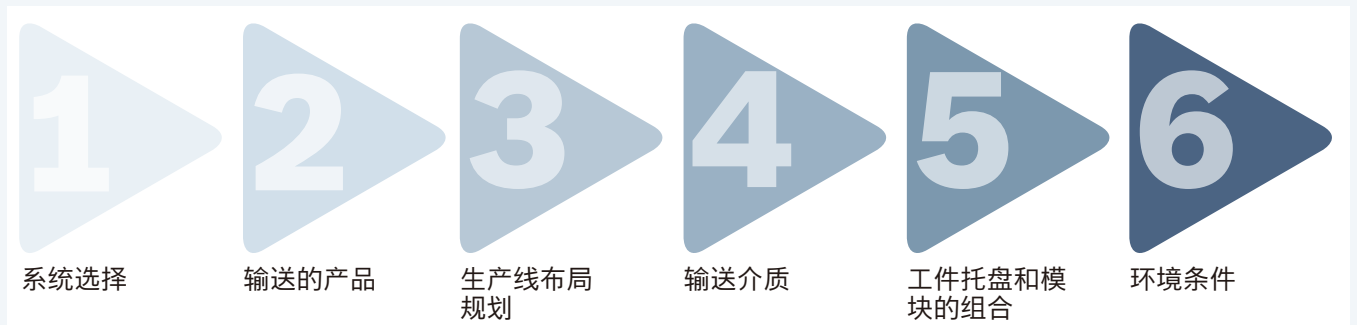 1
2
3
4
5
6
系统选择
输送的产品
生产线布局
规划
输送介质
工件托盘和模
块的组合
环境条件